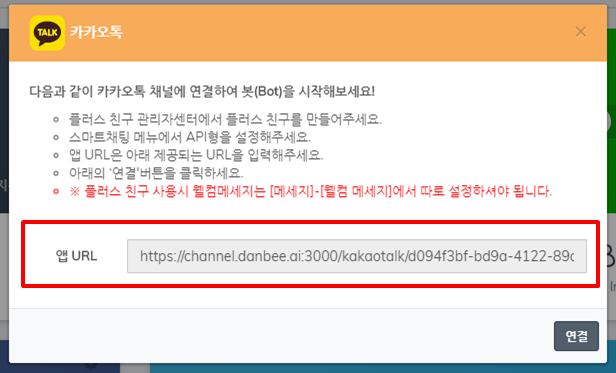 TALK 카카오톡 ×
다음과 같이 카카오톡 채널에 연결하여 봇(Bot)을 시작해보세요!
플러스 친구 관리자센터에서 플러스 친구를 만들어주세요.
스마트채팅 메뉴에서 API형을 설정해주세요.
앱 URL은 아래 제공되는 URL을 입력해주세요.
아래의 '연결'버튼을 클릭하세요.
※ 플러스 친구 사용시 웰컴메세지는 [메세지]-[웰컴 메세지]에서 따로 설정하셔야 됩니다.
앱 URL https://channel.danbee.ai:3000/kakaotalk/d094f3bf-bd9a-4122-89c
연결